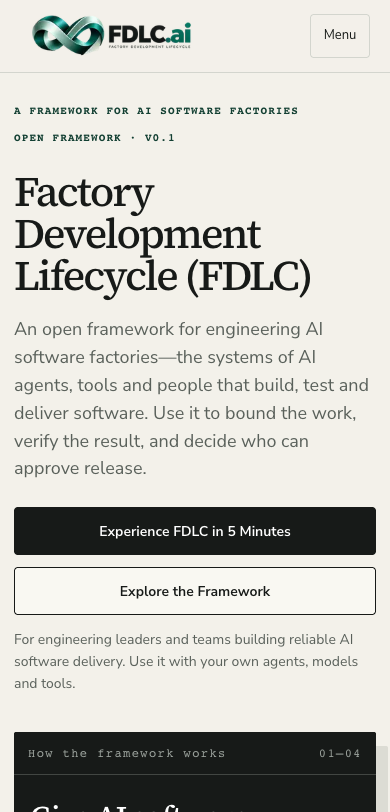 FDLC.ai
FACTORY DEVELOPMENT LIFECYCLE
Menu
A FRAMEWORK FOR AI SOFTWARE FACTORIES
OPEN FRAMEWORK · V0.1
Factory
Development
Lifecycle (FDLC)
An open framework for engineering AI
software factories—the systems of AI
agents, tools and people that build, test and
deliver software. Use it to bound the work,
verify the result, and decide who can
approve release.
Experience FDLC in 5 Minutes
Explore the Framework
For engineering leaders and teams building reliable AI
software delivery. Use it with your own agents, models
and tools.
How the framework works
01—04
Give AI software